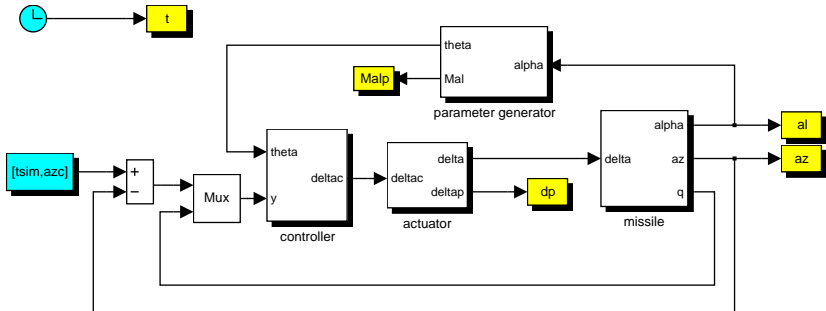 t
theta
Mal
alpha
Malp
parameter generator
[tsim,azc]
+
−
Mux
theta
y
deltac
controller
deltac
delta
deltap
actuator
dp
delta
alpha
az
q
missile
al
az